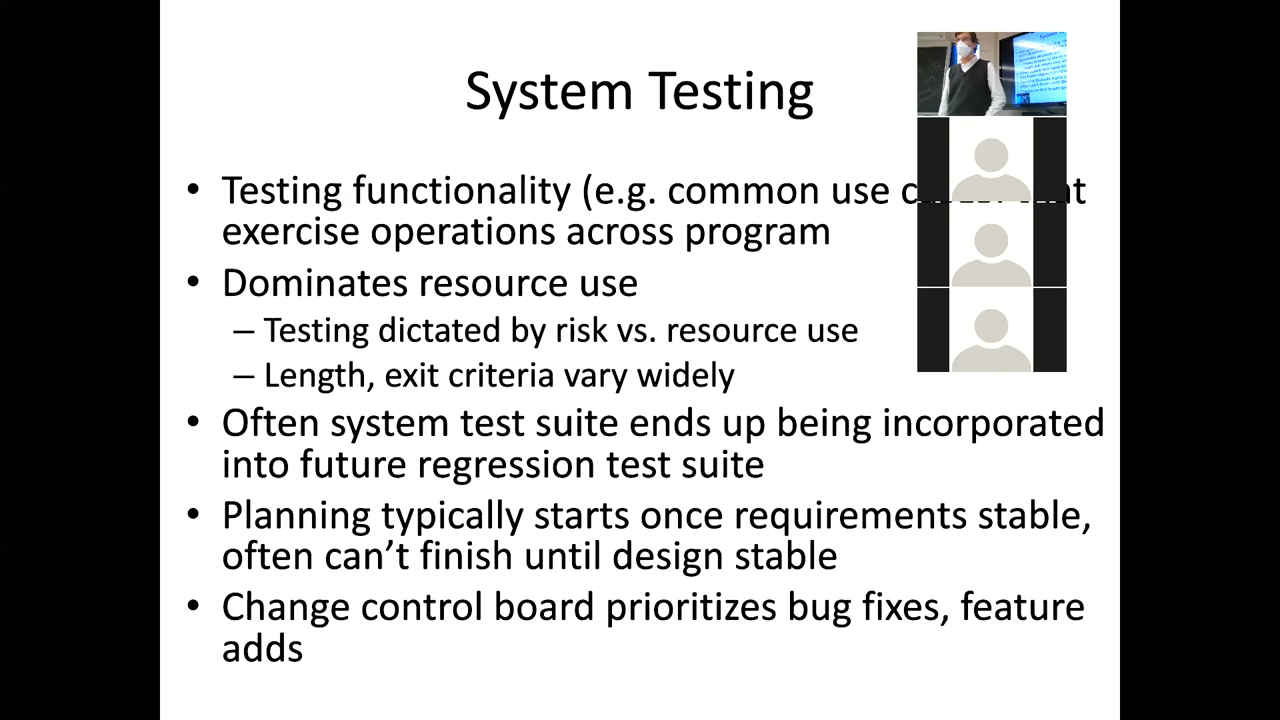 System Testing
• Testing functionality (e.g. common use
exercise operations across program
• Dominates resource use
– Testing dictated by risk vs. resource use
– Length, exit criteria vary widely
• Often system test suite ends up being incorporated
into future regression test suite
• Planning typically starts once requirements stable,
often can’t finish until design stable
• Change control board prioritizes bug fixes, feature
adds